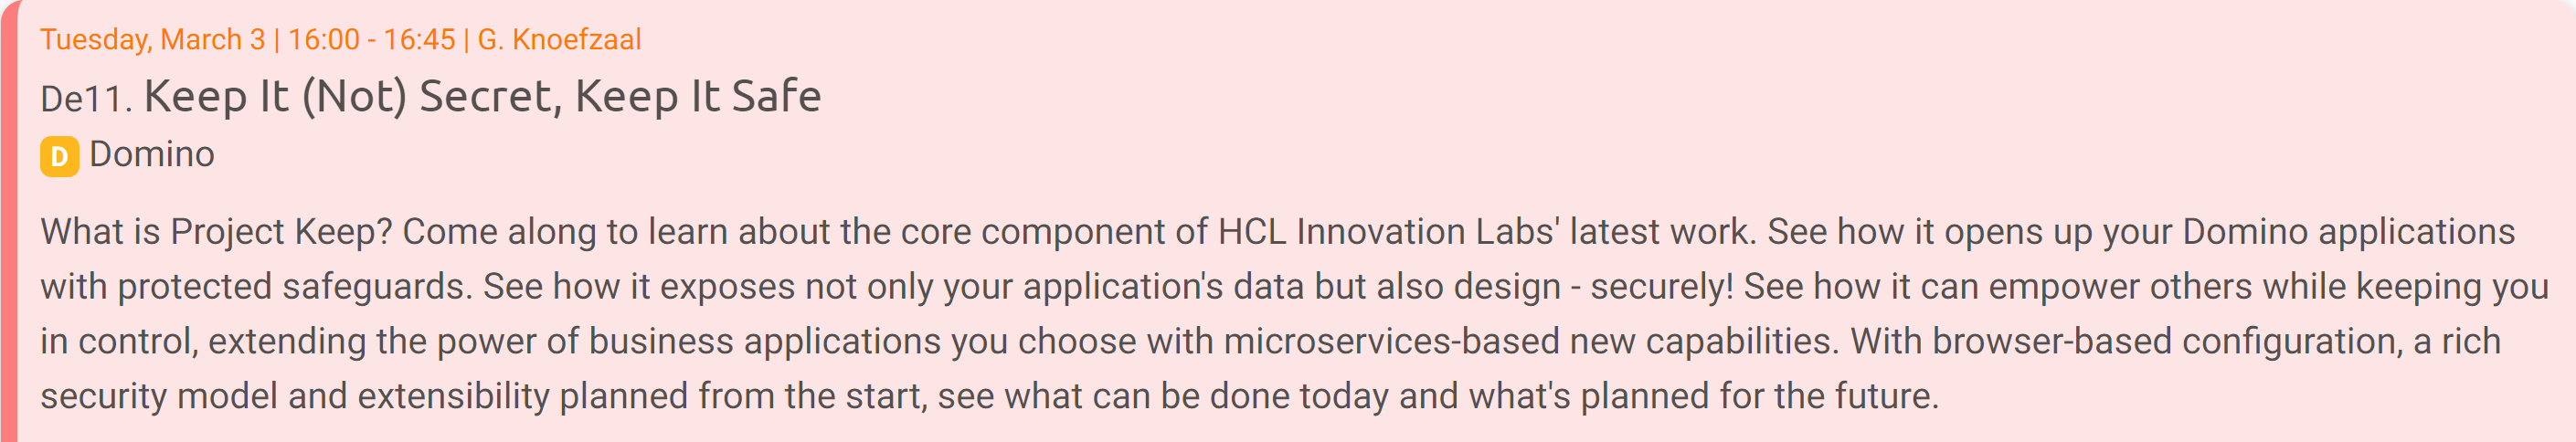 Tuesday, March 3 | 16:00 - 16:45 | G. Knoefzaal
De11. Keep It (Not) Secret, Keep It Safe
D Domino
What is Project Keep? Come along to learn about the core component of HCL Innovation Labs' latest work. See how it opens up your Domino applications
with protected safeguards. See how it exposes not only your application's data but also design - securely! See how it can empower others while keeping you
in control, extending the power of business applications you choose with microservices-based new capabilities. With browser-based configuration, a rich
security model and extensibility planned from the start, see what can be done today and what's planned for the future.